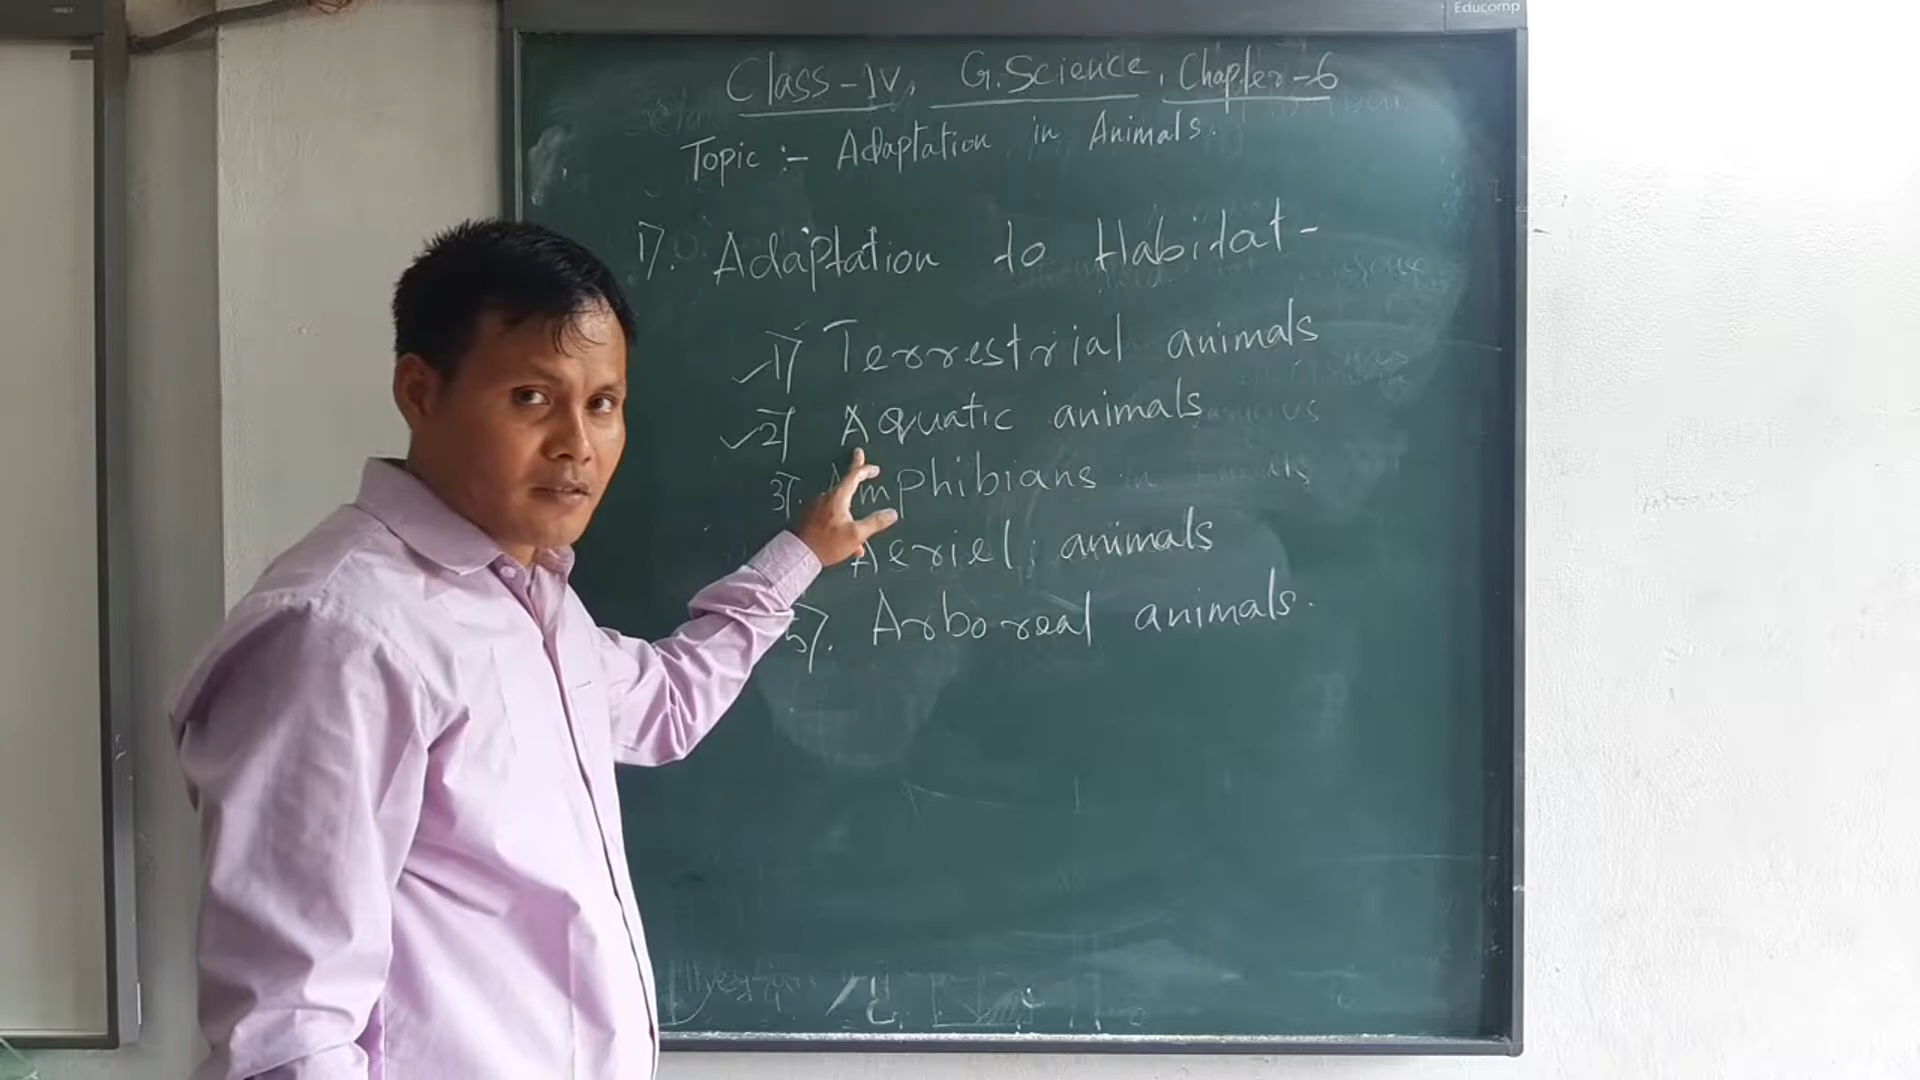 Educomp
Class-IV, G.Science, Chapter-6
Topic :- Adaptation in Animals.
1). Adaptation to Habitat-
1) Terrestrial animals
2) Aquatic animals
3). Amphibians
Aeriel animals
5). Arboreal animals.